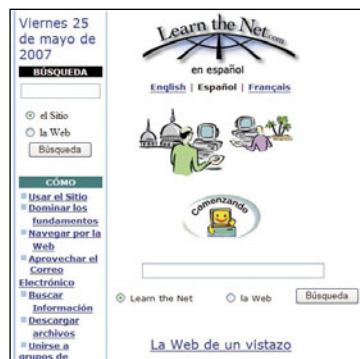 Viernes 25
de mayo de
2007
BÚSQUEDA
el Sitio
la Web
Búsqueda
CÓMO
Usar el Sitio
Dominar los
fundamentos
Navegar por la
Web
Aprovechar el
Correo
Electrónico
Buscar
Información
Descargar
archivos
Unirse a
grupos de
Learn the Net.com
en español
English | Español | Français
Comenzando
Learn the Net
la Web
Búsqueda
La Web de un vistazo